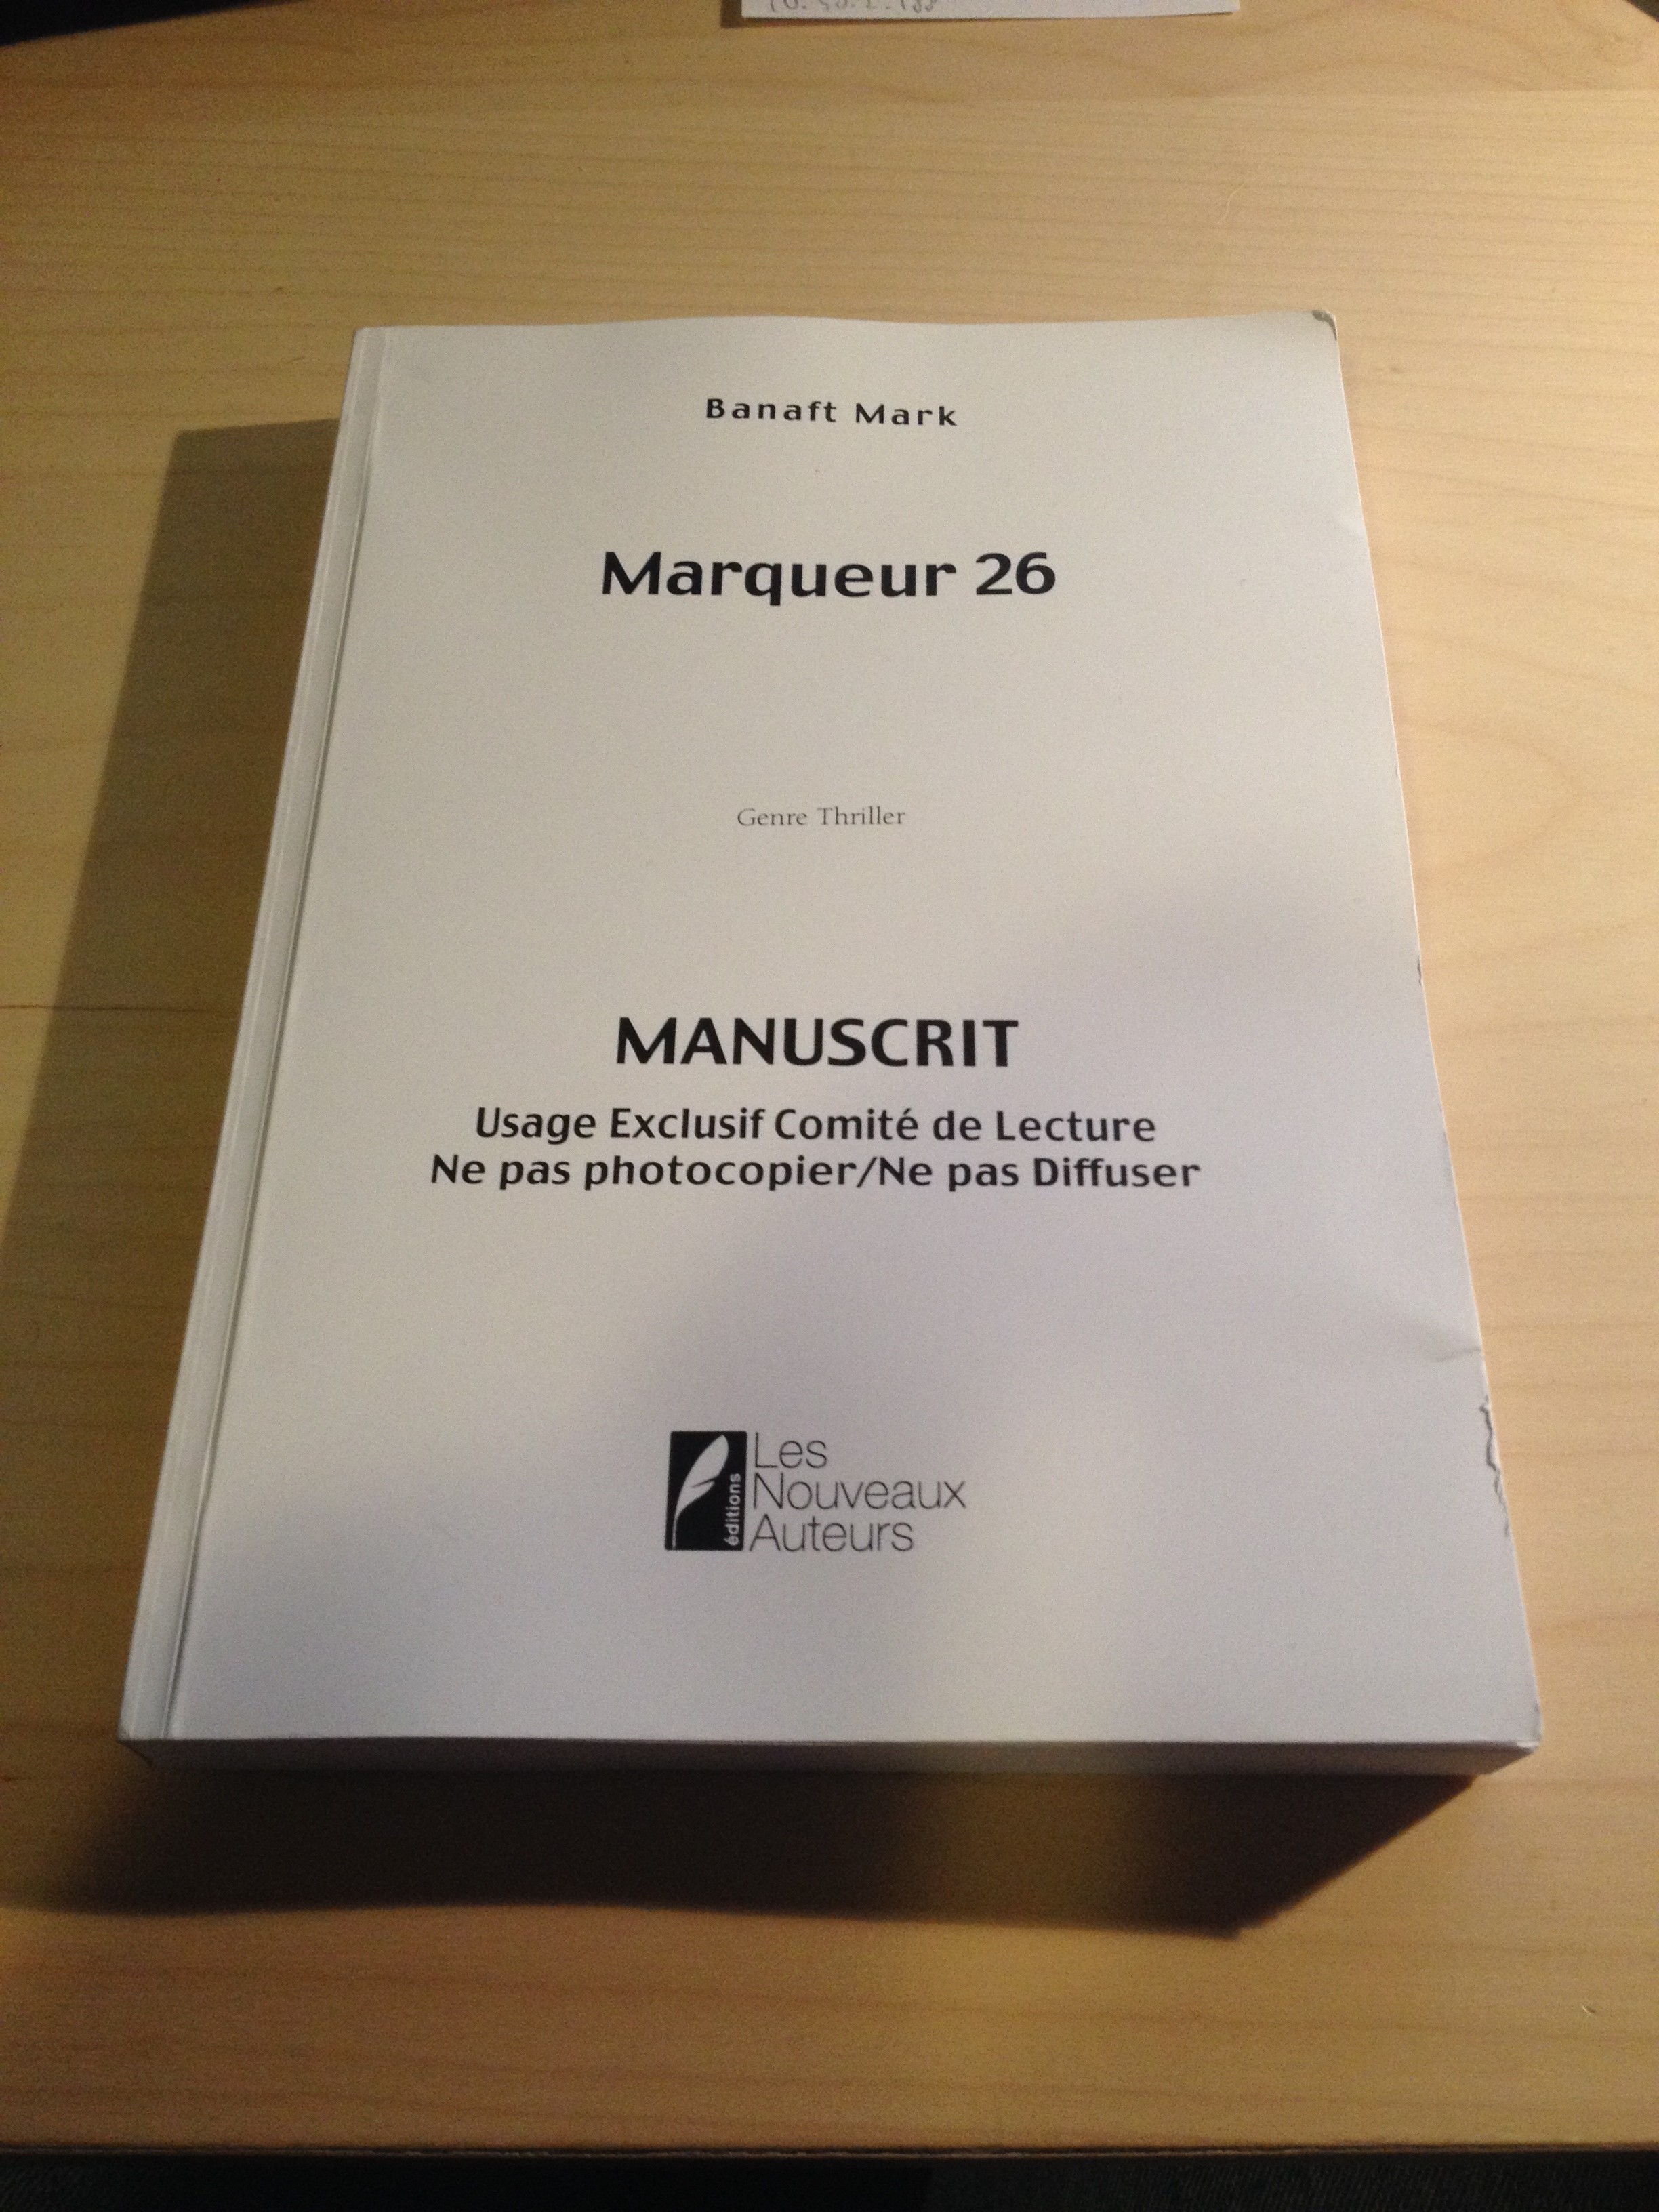 Banaft Mark
Marqueur 26
Genre Thriller
MANUSCRIT
Usage Exclusif Comité de Lecture
Ne pas photocopier/Ne pas Diffuser
éditions
Les
Nouveaux
Auteurs